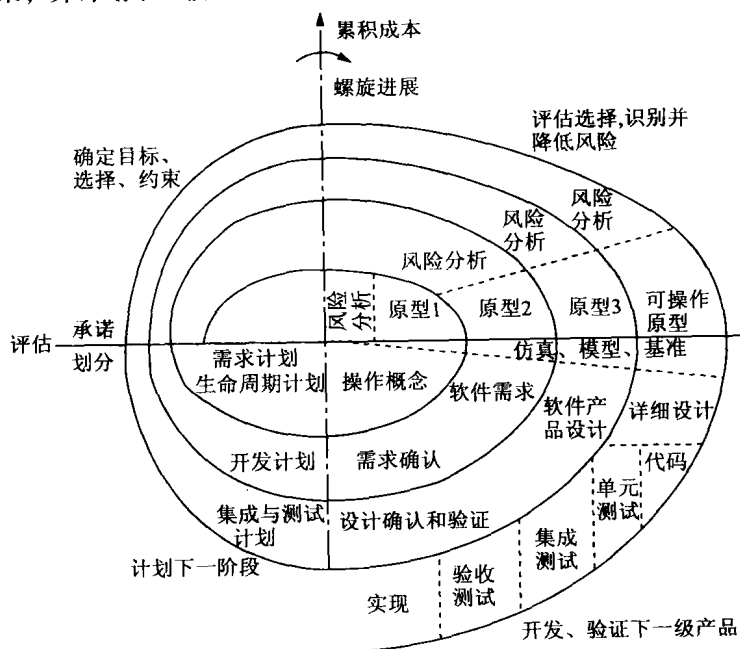 累积成本
螺旋进展
评估选择,识别并
降低风险
确定目标、
选择、约束
风险
分析
风险
分析
风险分析
风险
分析
原型1
原型2
原型3
可操作
原型
评估
承诺
划分
仿真、模型、基准
需求计划
生命周期计划
操作概念
软件需求
软件产
品设计
详细设计
开发计划
需求确认
代码
单元
测试
集成与测试
计划
设计确认和验证
集成
测试
计划下一阶段
验收
测试
实现
开发、验证下一级产品